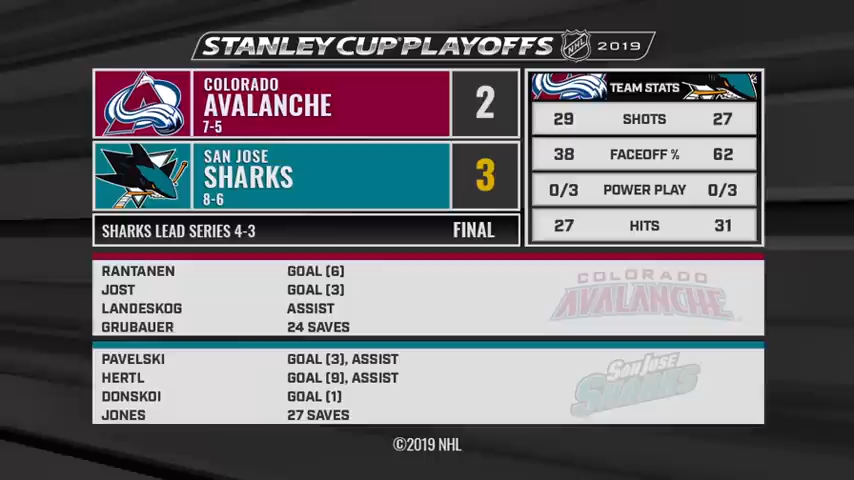 STANLEY CUP PLAYOFFS NHL 2019
COLORADO
AVALANCHE
7-5
2
SAN JOSE
SHARKS
8-6
3
SHARKS LEAD SERIES 4-3 FINAL
TEAM STATS
29 SHOTS 27
38 FACEOFF % 62
0/3 POWER PLAY 0/3
27 HITS 31
RANTANEN GOAL [6]
JOST GOAL [3]
LANDESKOG ASSIST
GRUBAUER 24 SAVES
COLORADO
AVALANCHE
PAVELSKI GOAL [3], ASSIST
HERTL GOAL [9], ASSIST
DONSKOI GOAL [1]
JONES 27 SAVES
San Jose
SHARKS
©2019 NHL